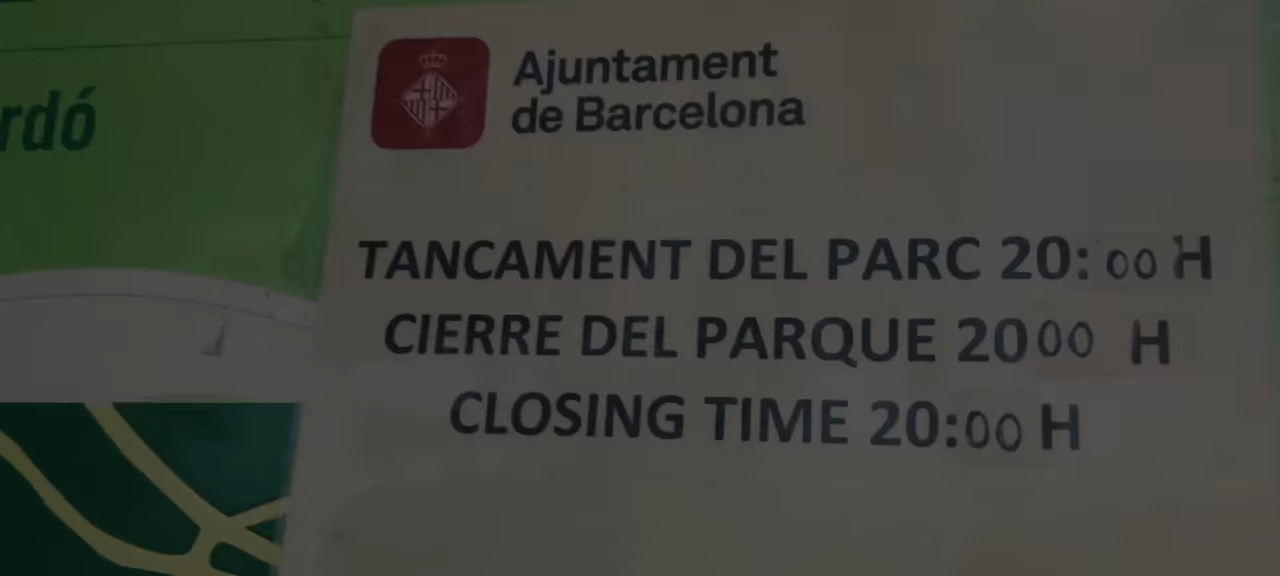 rdó
Ajuntament
de Barcelona
TANCAMENT DEL PARC 20:00 H
CIERRE DEL PARQUE 2000 H
CLOSING TIME 20:00 H